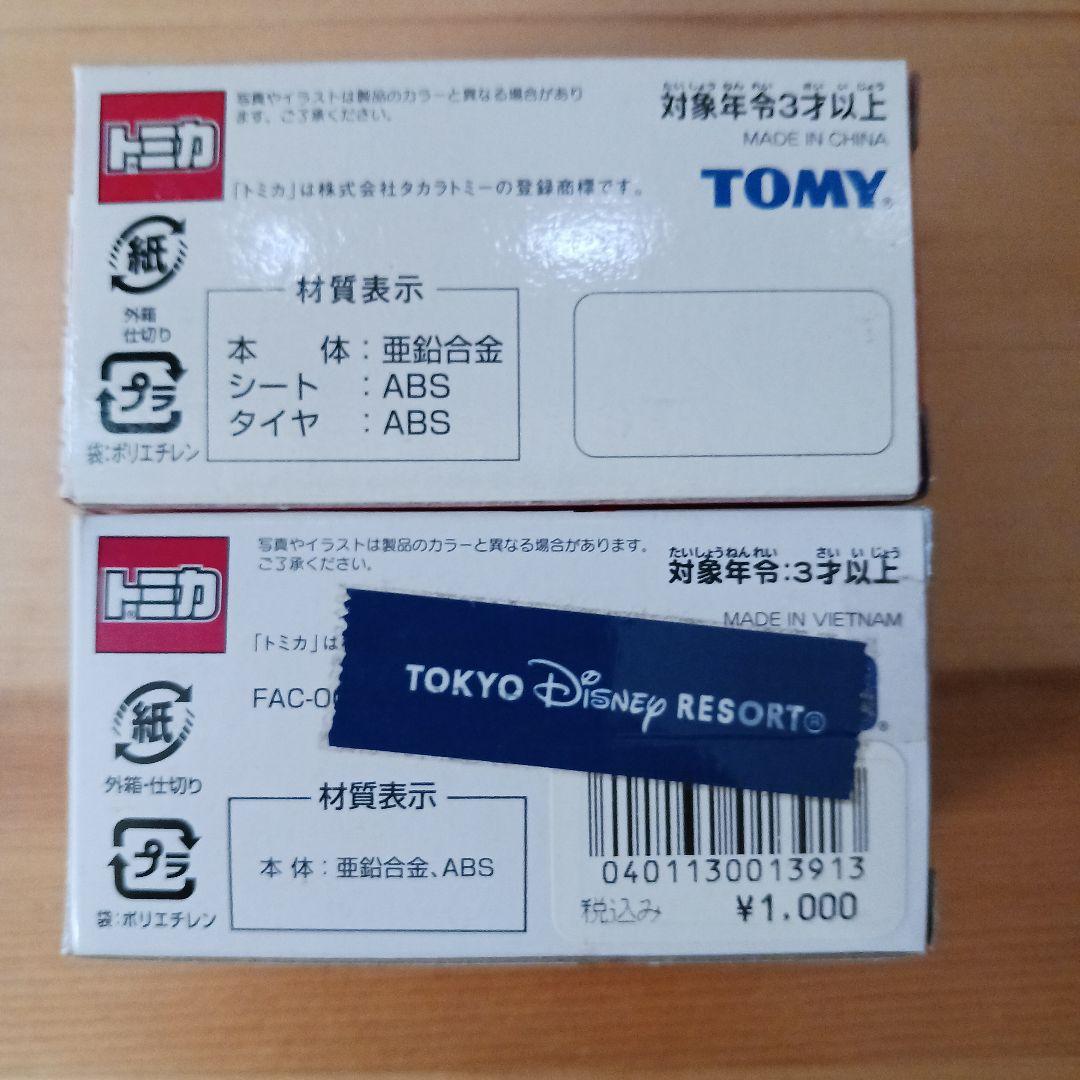 トミカ
写真やイラストは製品のカラーと異なる場合があり
ます。ご了承ください。
たいしょうねんれい さいいじょう
対象年令3才以上
MADE IN CHINA
「トミカ」は株式会社タカラトミーの登録商標です。
TOMY®
紙
外箱
仕切り
プラ
袋:ポリエチレン
材質表示
本 体:亜鉛合金
シート :ABS
タイヤ :ABS
トミカ®
写真やイラストは製品のカラーと異なる場合があります。
ご了承ください。
たいしょうねんれい さいいじょう
対象年令:3才以上
MADE IN VIETNAM
「トミカ」は
FAC-0
TOKYO Disney RESORT®
®
紙
外箱・仕切り
プラ
袋:ポリエチレン
材質表示
本体:亜鉛合金、ABS
0401130013913
税込み ¥1.000